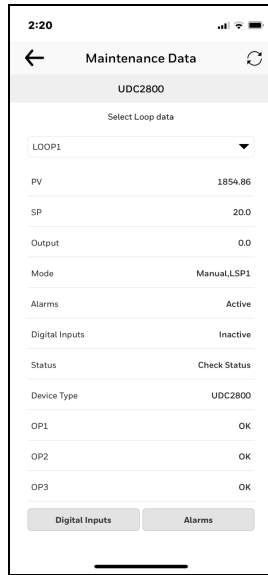 2:20
Maintenance Data
UDC2800
Select Loop data
LOOP1
PV 1854.86
SP 20.0
Output 0.0
Mode Manual,LSP1
Alarms Active
Digital Inputs Inactive
Status Check Status
Device Type UDC2800
OP1 OK
OP2 OK
OP3 OK
Digital Inputs Alarms